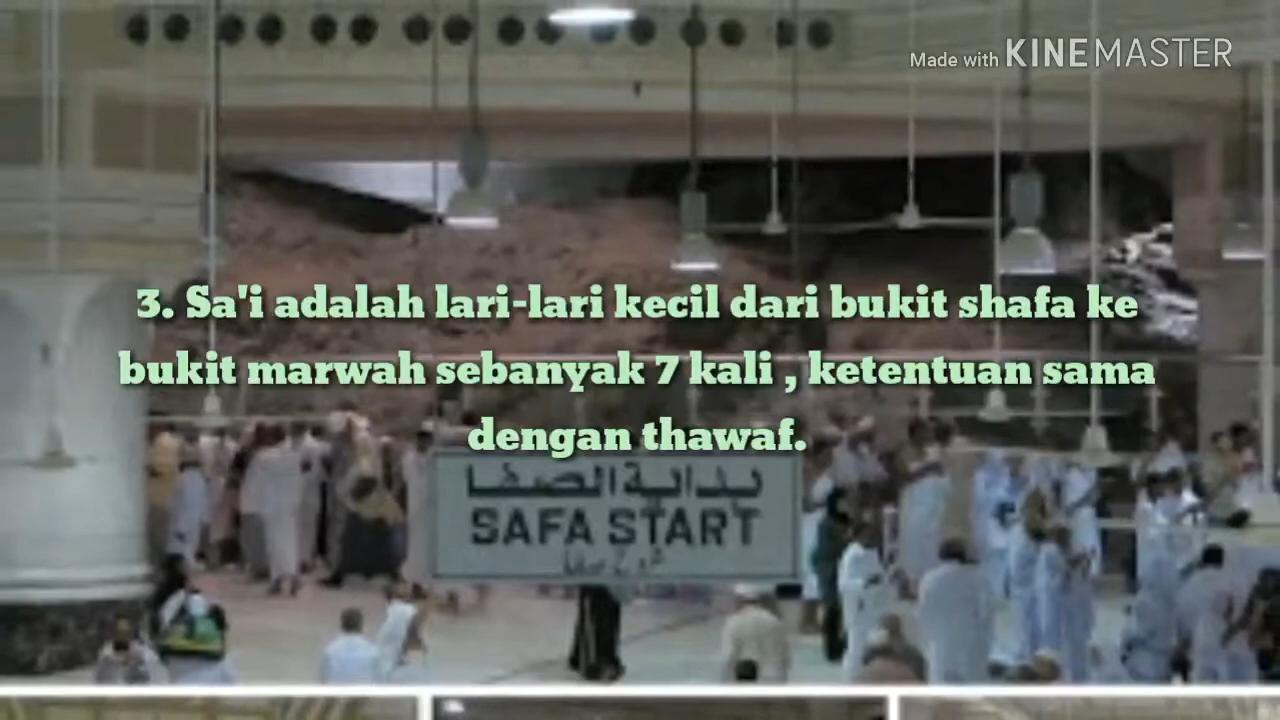 Made with KINEMASTER
3. Sa'i adalah lari-lari kecil dari bukit shafa ke
bukit marwah sebanyak 7 kali , ketentuan sama
dengan thawaf.
بداية الصفا
SAFA START